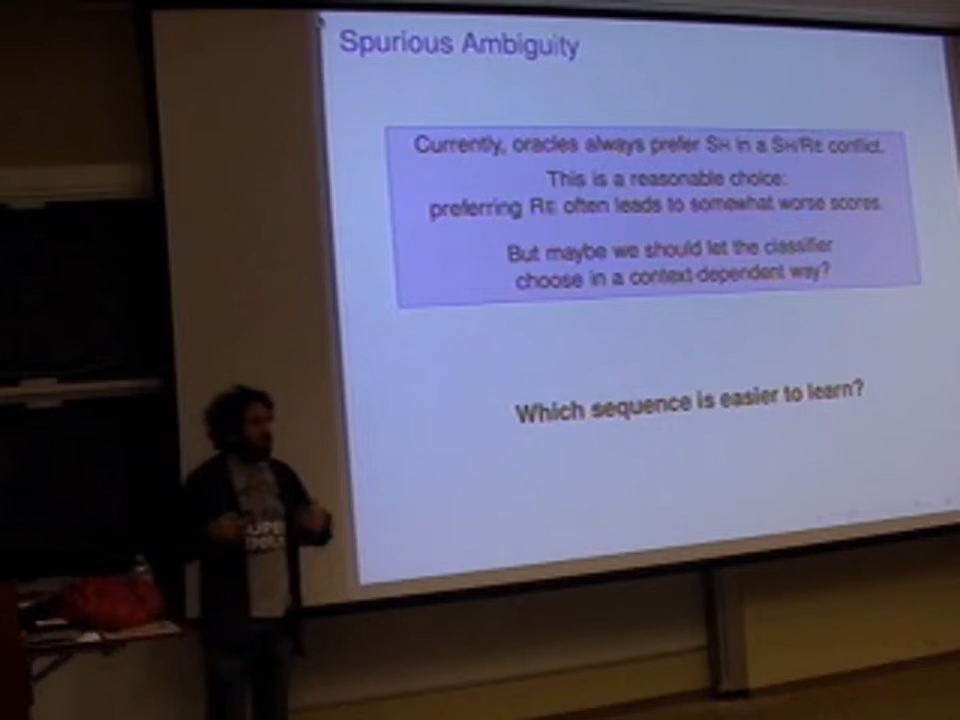 Spurious Ambiguity
Currently, oracles always prefer SH in a SH/RE conflict.
This is a reasonable choice:
preferring RE often leads to somewhat worse scores.
But maybe we should let the classifier
choose in a context-dependent way?
Which sequence is easier to learn?